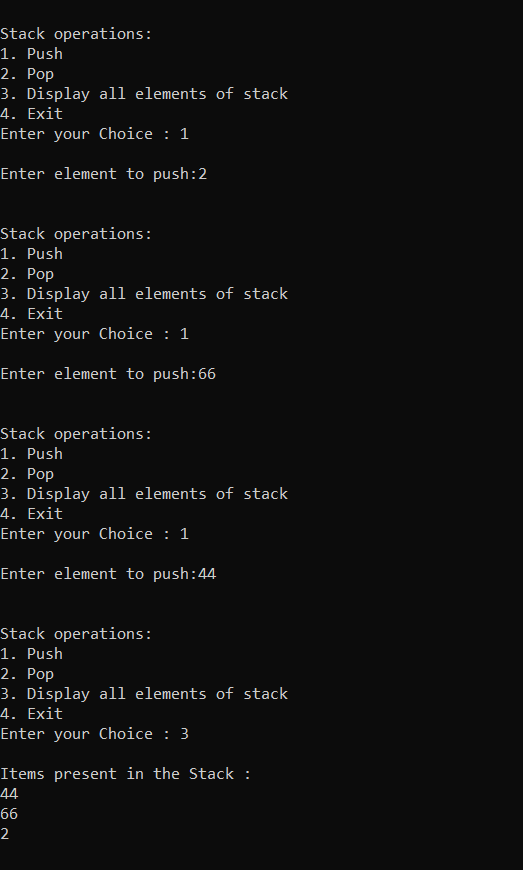 Stack operations:
1. Push
2. Pop
3. Display all elements of stack
4. Exit
Enter your Choice : 1
Enter element to push:2
Stack operations:
1. Push
2. Pop
3. Display all elements of stack
4. Exit
Enter your Choice : 1
Enter element to push:66
Stack operations:
1. Push
2. Pop
3. Display all elements of stack
4. Exit
Enter your Choice : 1
Enter element to push:44
Stack operations:
1. Push
2. Pop
3. Display all elements of stack
4. Exit
Enter your Choice : 3
Items present in the Stack :
44
66
2